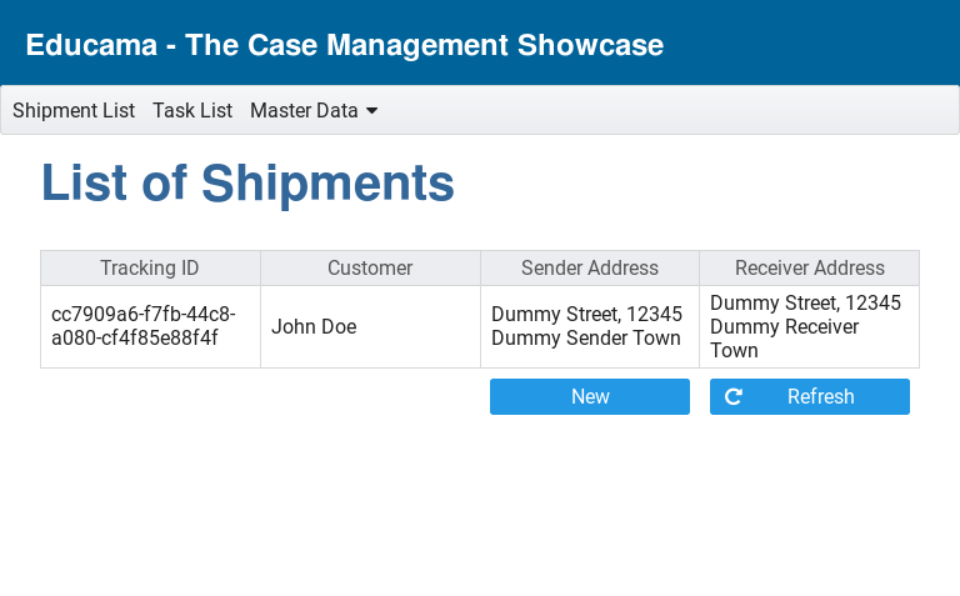 Educama - The Case Management Showcase
Shipment List Task List Master Data
List of Shipments
Tracking ID Customer Sender Address Receiver Address
cc7909a6-f7fb-44c8-
a080-cf4f85e88f4f
John Doe
Dummy Street, 12345
Dummy Sender Town
Dummy Street, 12345
Dummy Receiver
Town
New Refresh